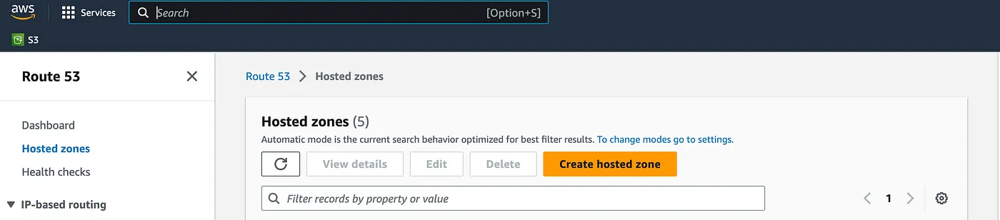 aws
Services
Search
[Option+S]
S3
Route 53
Dashboard
Hosted zones
Health checks
IP-based routing
Route 53 Hosted zones
Hosted zones (5)
Automatic mode is the current search behavior optimized for best filter results. To change modes go to settings.
View details
Edit
Delete
Create hosted zone
Filter records by property or value
1